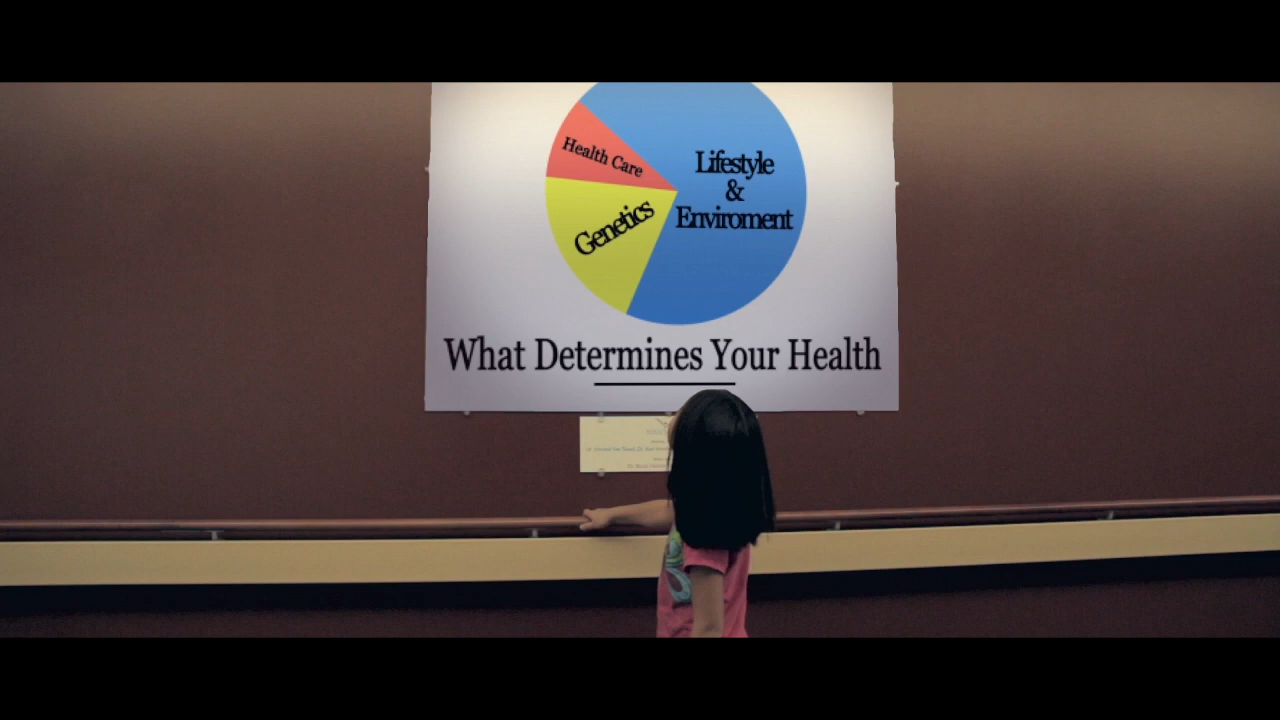 Health Care
Lifestyle
&
Enviroment
Genetics
What Determines Your Health